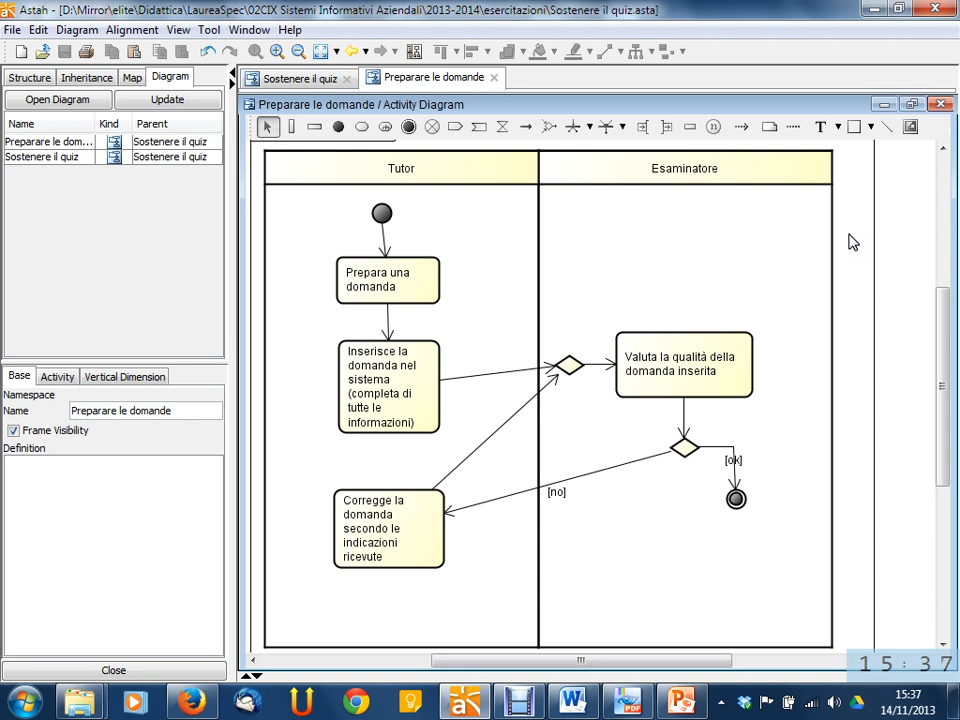 Astah - [D:\Mirror\elite\Didattica\LaureaSpec\02CIX Sistemi Informativi Aziendali\2013-2014\esercitazioni\Sostenere il quiz.asta]
File Edit Diagram Alignment View Tool Window Help
Structure Inheritance Map Diagram
Open Diagram Update
Name Kind Parent
Preparare le dom... Sostenere il quiz
Sostenere il quiz Sostenere il quiz
Base Activity Vertical Dimension
Namespace
Name Preparare le domande
Frame Visibility
Definition
Close
Sostenere il quiz Preparare le domande
Preparare le domande / Activity Diagram
Tutor Esaminatore
Prepara una
domanda
Inserisce la
domanda nel
sistema
(completa di
tutte le
informazioni)
Valuta la qualità della
domanda inserita
[ok]
[no]
Corregge la
domanda
secondo le
indicazioni
ricevute
15:37
15:37
14/11/2013